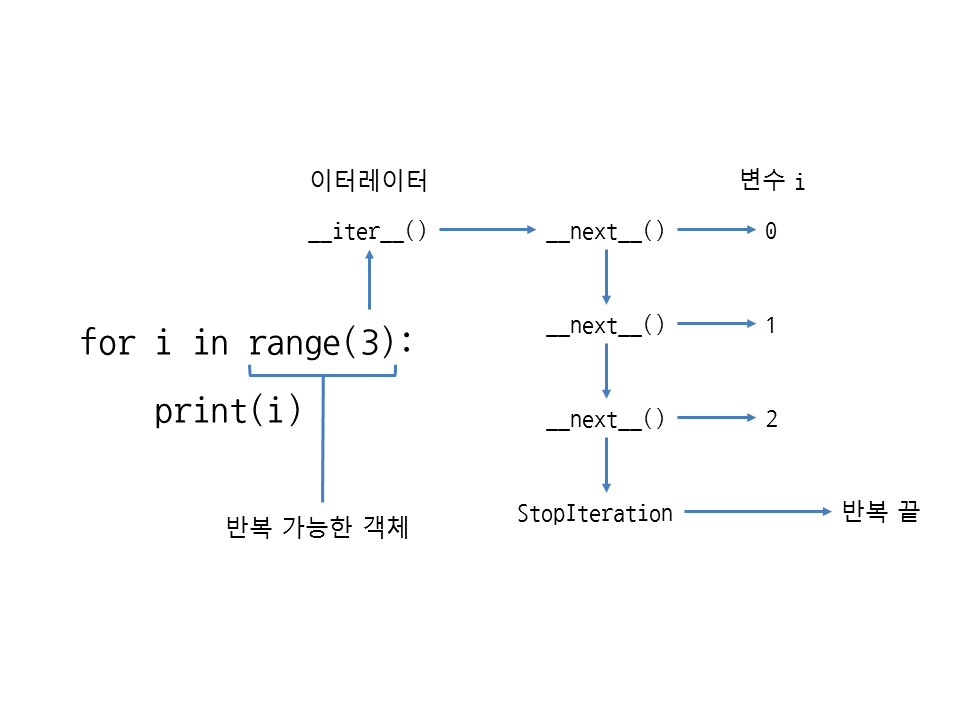 이터레이터
변수 i
__iter__()
__next__()
0
for i in range(3):
__next__()
1
print(i)
__next__()
2
반복 가능한 객체
StopIteration
반복 끝